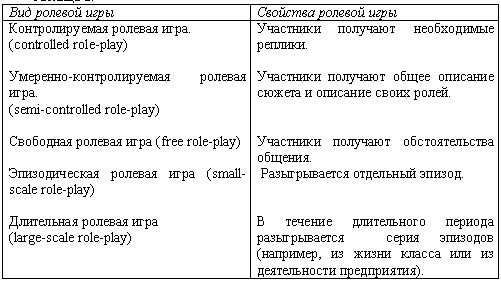 Вид ролевой игры
Свойства ролевой игры
Контролируемая ролевая игра.
(controlled role-play)
Участники получают необходимые
реплики.
Умеренно-контролируемая ролевая
игра.
(semi-controlled role-play)
Участники получают общее описание
сюжета и описание своих ролей.
Свободная ролевая игра (free role-play)
Участники получают обстоятельства
общения.
Эпизодическая ролевая игра (small-
scale role-play)
Разыгрывается отдельный эпизод.
Длительная ролевая игра
(large-scale role-play)
В течение длительного периода
разыгрывается серия эпизодов
(например, из жизни класса или из
деятельности предприятия).